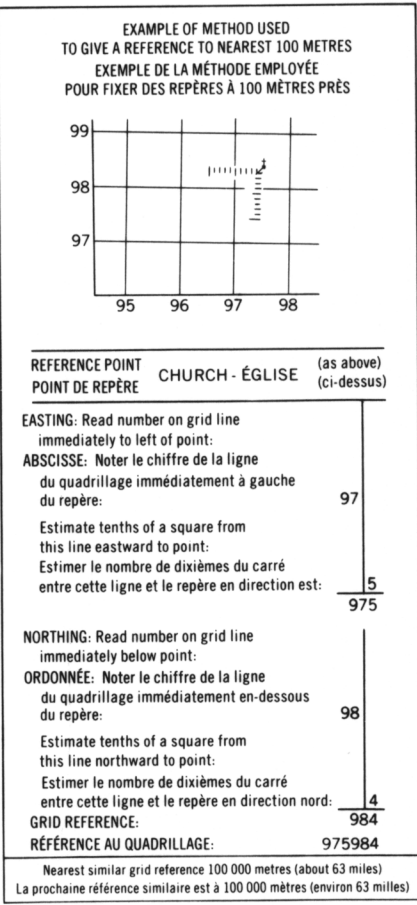 EXAMPLE OF METHOD USED
TO GIVE A REFERENCE TO NEAREST 100 METRES
EXEMPLE DE LA MÉTHODE EMPLOYÉE
POUR FIXER DES REPÈRES À 100 MÈTRES PRÈS
99
98
97
95 96 97 98
REFERENCE POINT
POINT DE REPÈRE
CHURCH - ÉGLISE
(as above)
(ci-dessus)
EASTING: Read number on grid line
immediately to left of point:
ABSCISSE: Noter le chiffre de la ligne
du quadrillage immédiatement à gauche
du repère: 97
Estimate tenths of a square from
this line eastward to point:
Estimer le nombre de dixièmes du carré
entre cette ligne et le repère en direction est: 5
975
NORTHING: Read number on grid line
immediately below point:
ORDONNÉE: Noter le chiffre de la ligne
du quadrillage immédiatement en-dessous
du repère: 98
Estimate tenths of a square from
this line northward to point:
Estimer le nombre de dixièmes du carré
entre cette ligne et le repère en direction nord: 4
GRID REFERENCE: 984
RÉFÉRÉNCE AU QUADRILLAGE: 975984
Nearest similar grid reference 100 000 metres (about 63 miles)
La prochaine référence similaire est à 100 000 mètres (environ 63 milles)